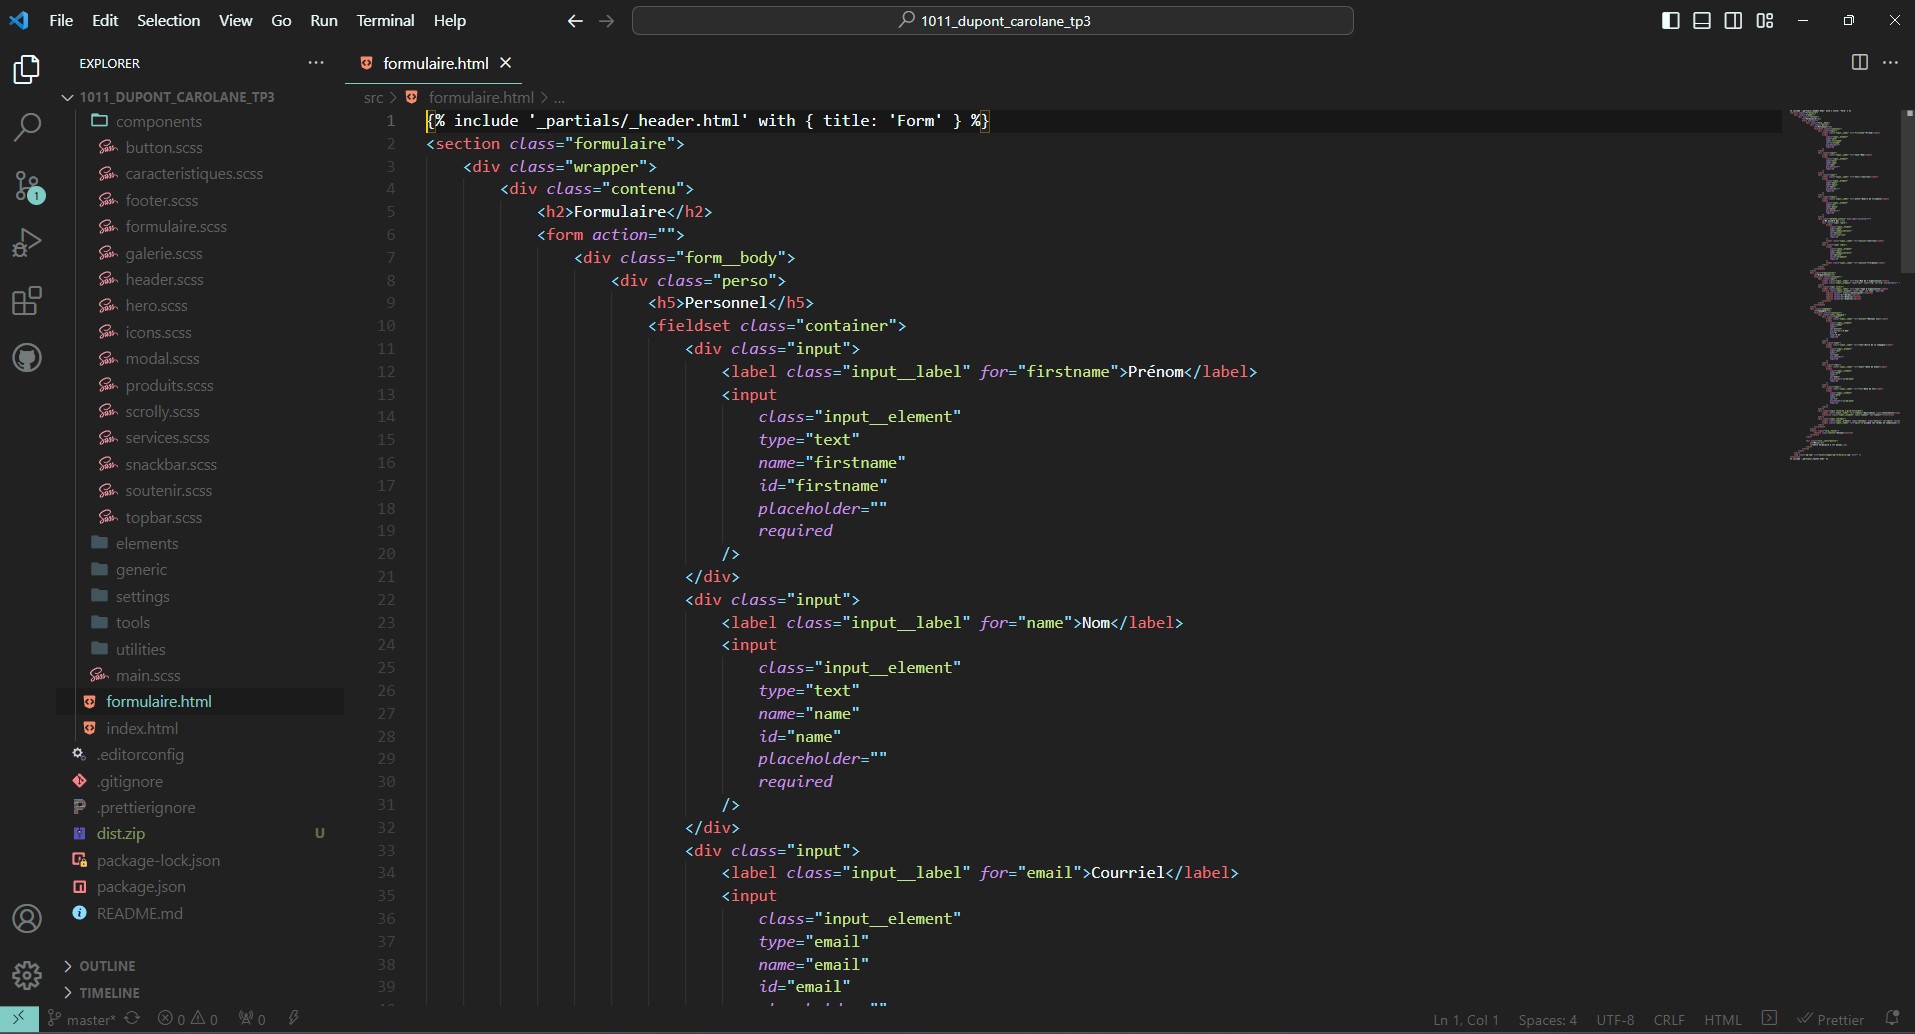 File Edit Selection View Go Run Terminal Help
1011_dupont_carolane_tp3
EXPLORER
1011_DUPONT_CAROLANE_TP3
components
button.scss
caracteristiques.scss
footer.scss
formulaire.scss
galerie.scss
header.scss
hero.scss
icons.scss
modal.scss
produits.scss
scrolly.scss
services.scss
snackbar.scss
soutenir.scss
topbar.scss
elements
generic
settings
tools
utilities
main.scss
formulaire.html
index.html
.editorconfig
.gitignore
.prettierignore
dist.zip U
package-lock.json
package.json
README.md
OUTLINE
TIMELINE
1
formulaire.html
src > formulaire.html > ...
1 {% include '_partials/_header.html' with { title: 'Form' } %}
2 <section class="formulaire">
3 <div class="wrapper">
4 <div class="contenu">
5 <h2>Formulaire</h2>
6 <form action="">
7 <div class="form__body">
8 <div class="perso">
9 <h5>Personnel</h5>
10 <fieldset class="container">
11 <div class="input">
12 <label class="input__label" for="firstname">Prénom</label>
13 <input
14 class="input__element"
15 type="text"
16 name="firstname"
17 id="firstname"
18 placeholder=""
19 required
20 />
21 </div>
22 <div class="input">
23 <label class="input__label" for="name">Nom</label>
24 <input
25 class="input__element"
26 type="text"
27 name="name"
28 id="name"
29 placeholder=""
30 required
31 />
32 </div>
33 <div class="input">
34 <label class="input__label" for="email">Courriel</label>
35 <input
36 class="input__element"
37 type="email"
38 name="email"
39 id="email"
master* 0 0 0
Ln 1, Col 1 Spaces: 4 UTF-8 CRLF HTML Prettier